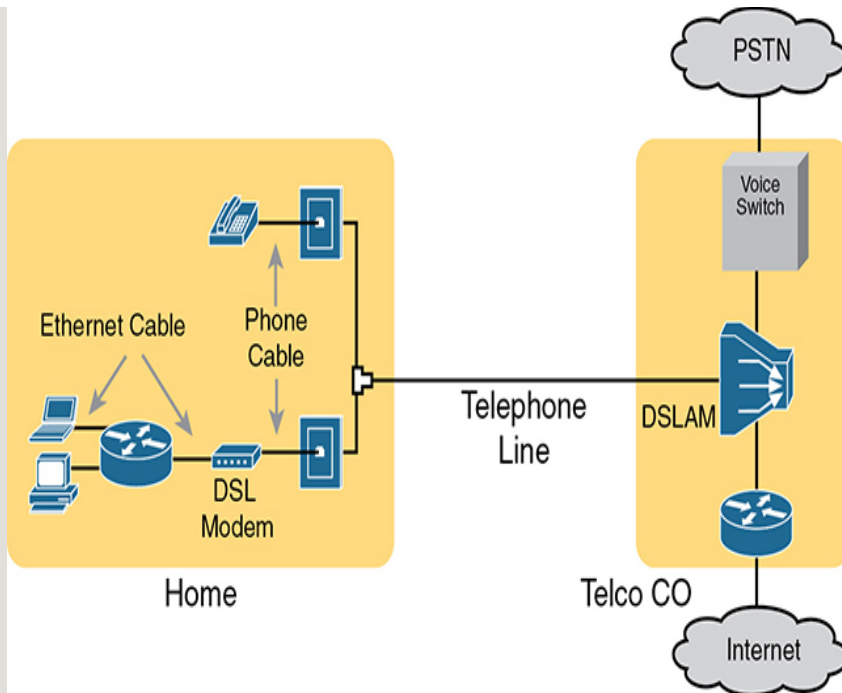 PSTN
Voice
Switch
Ethernet Cable
Phone
Cable
Telephone
Line
DSLAM
DSL
Modem
Home
Telco CO
Internet